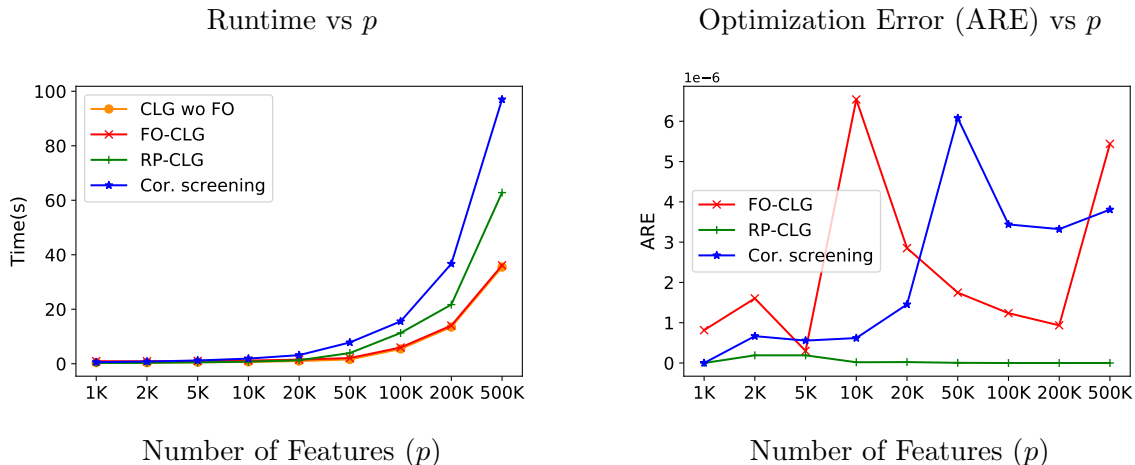 Runtime vs p
100
80
60
40
20
0
Time(s)
CLG wo FO
FO-CLG
RP-CLG
Cor. screening
1K 2K 5K 10K 20K 50K 100K 200K 500K
Number of Features (p)
Optimization Error (ARE) vs p
1e-6
6
5
4
3
2
1
0
ARE
FO-CLG
RP-CLG
Cor. screening
1K 2K 5K 10K 20K 50K 100K 200K 500K
Number of Features (p)